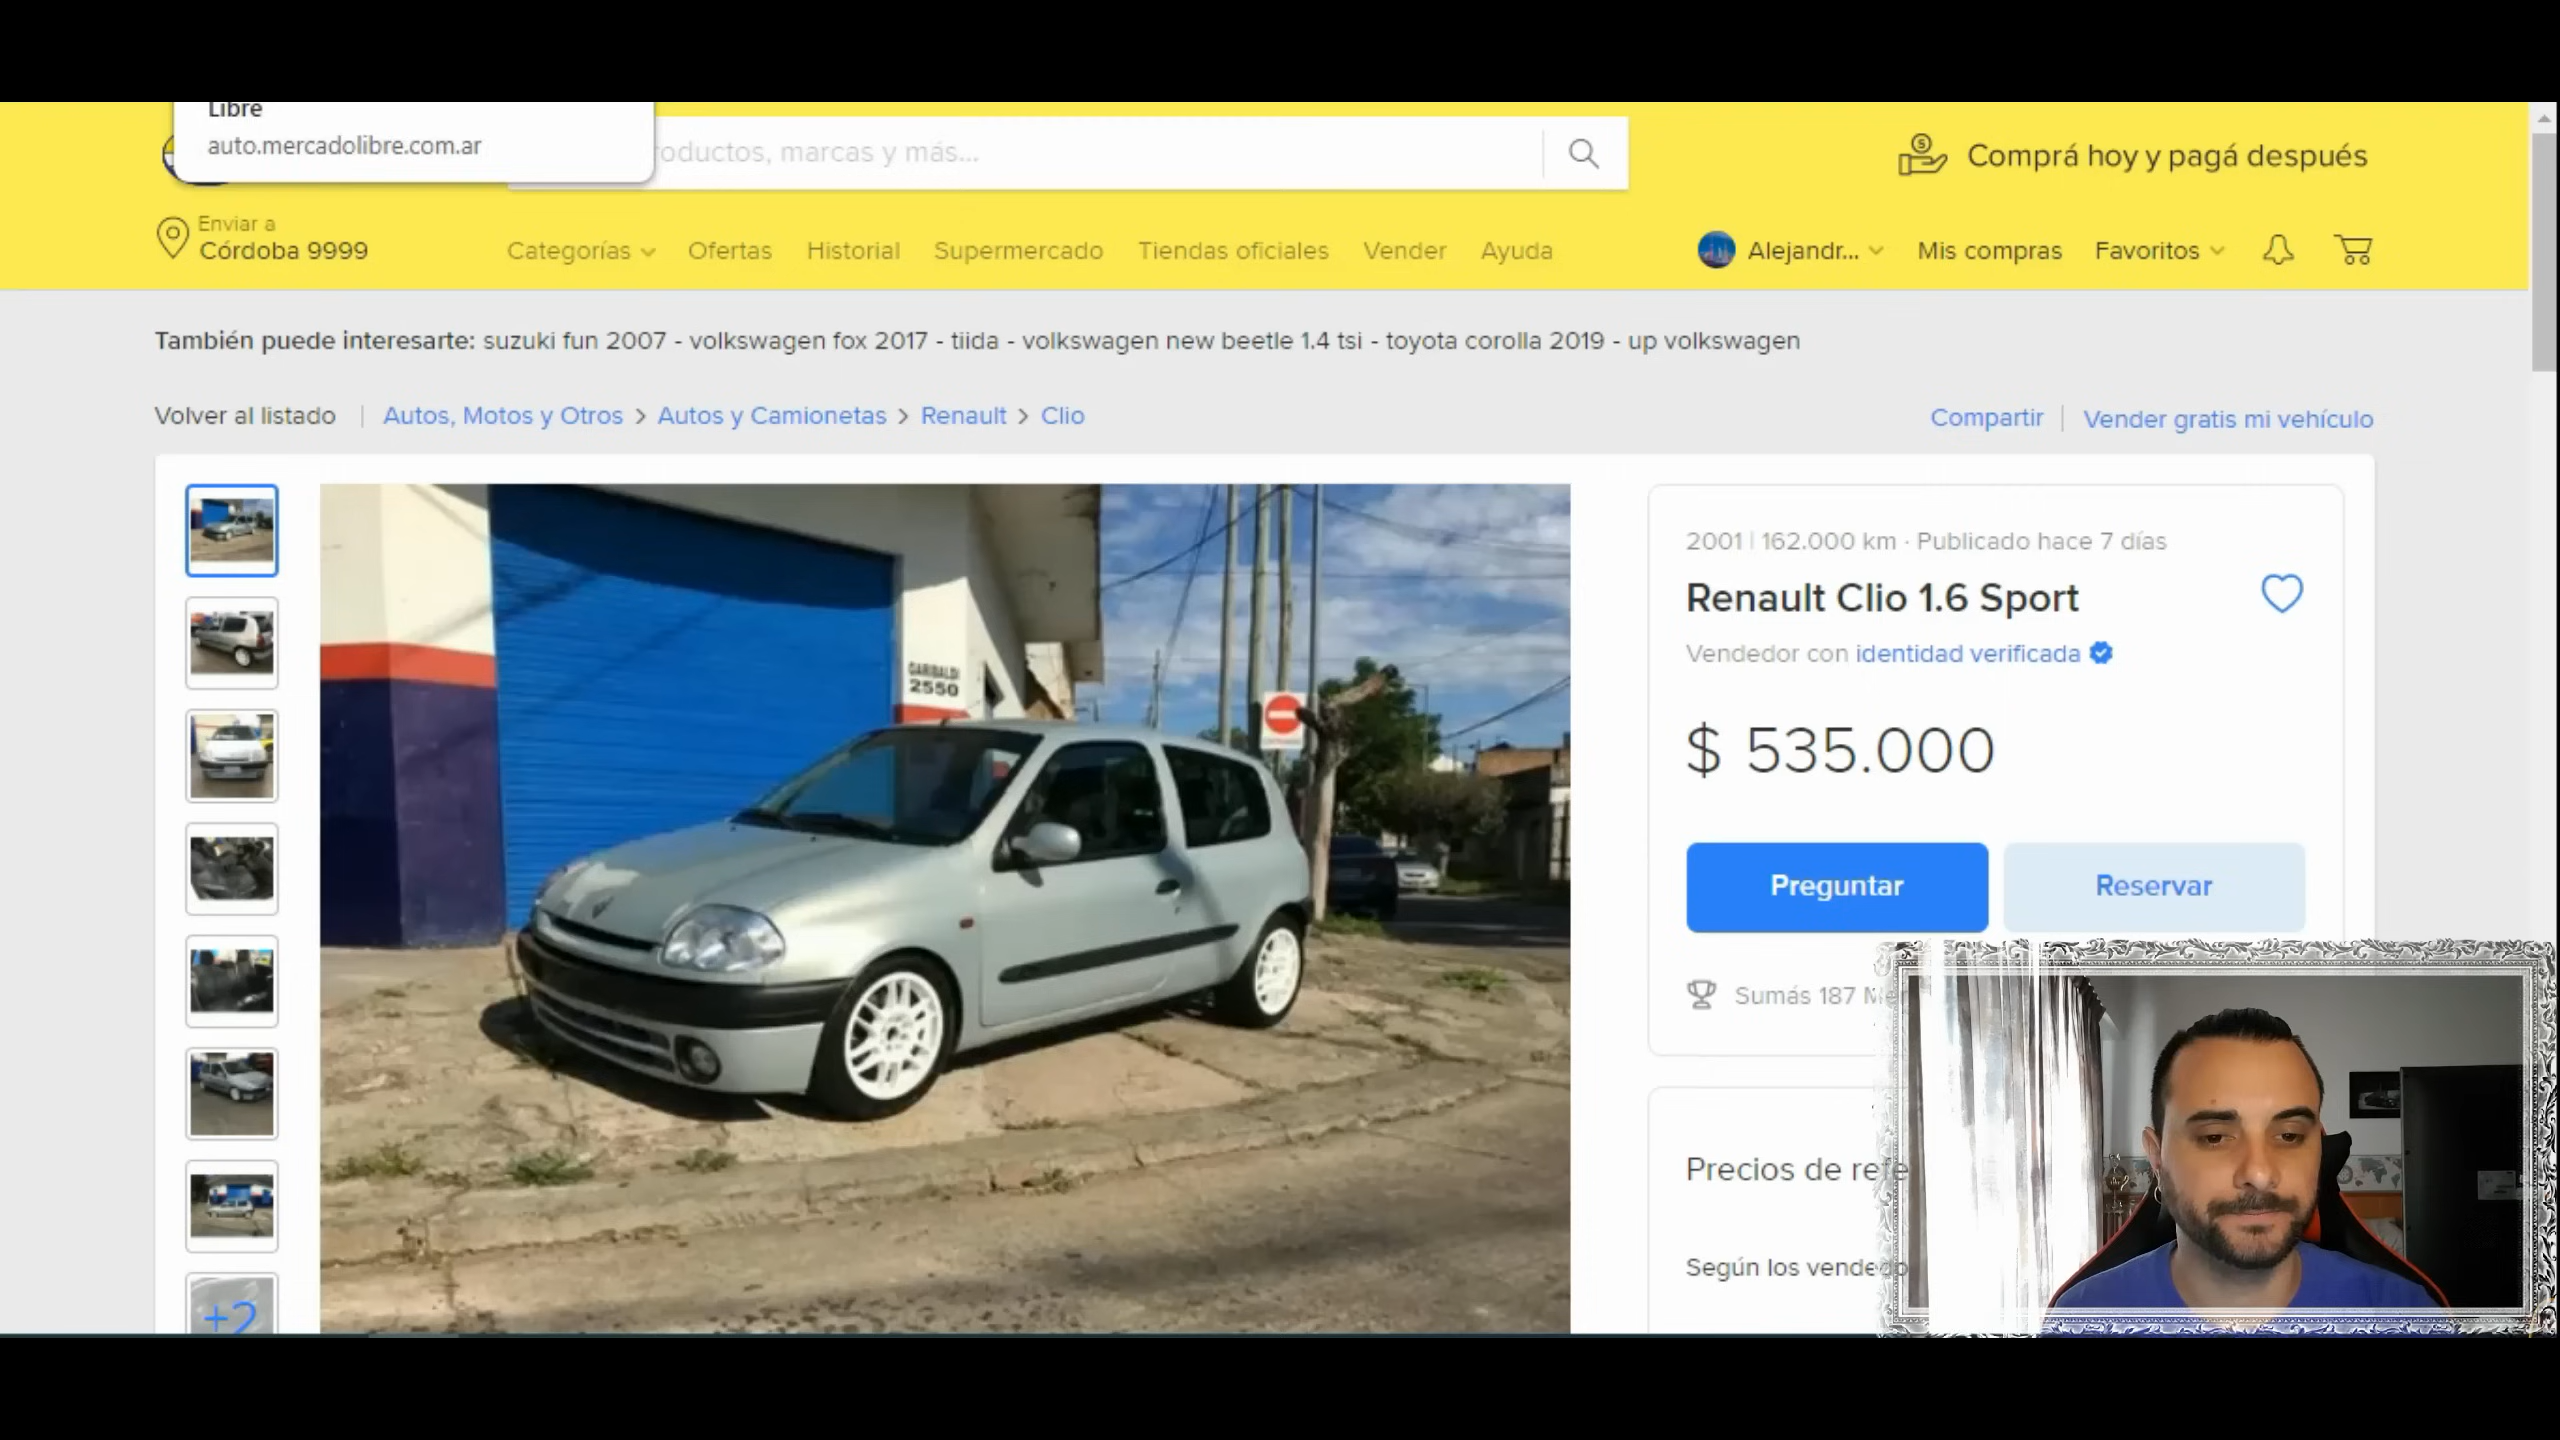 Libre
auto.mercadolibre.com.ar
oductos, marcas y más...
Comprá hoy y pagá después
Enviar a
Córdoba 9999
Categorías
Ofertas
Historial
Supermercado
Tiendas oficiales
Vender
Ayuda
Alejandr...
Mis compras
Favoritos
También puede interesarte: suzuki fun 2007 - volkswagen fox 2017 - tiida - volkswagen new beetle 1.4 tsi - toyota corolla 2019 - up volkswagen
Volver al listado | Autos, Motos y Otros > Autos y Camionetas > Renault > Clio
Compartir | Vender gratis mi vehículo
2001 | 162.000 km · Publicado hace 7 días
Renault Clio 1.6 Sport
Vendedor con identidad verificada
$ 535.000
Preguntar
Reservar
Sumás 187
Precios de refe
Según los vended
GARIBALDI
2550
+2